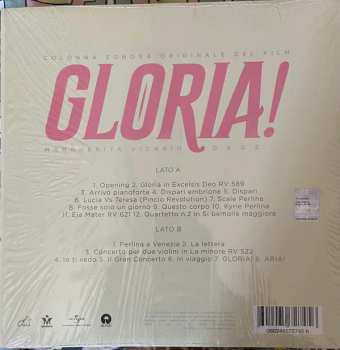 COLONNA SONORA ORIGINALE DEL FILM
GLORIA!
MARGHERITA VICARIO DADE
LATO A
1. Opening 2. Gloria in Excelsis Deo RV 589
3. Arrivo pianoforte 4. Dispari embrione 5. Dispari
6. Lucia Vs Teresa (Pincio Revolution) 7. Scale Perlina
8. Fosse solo un giorno 9. Questo corpo 10. Kyrie Perlina
11. Eia Mater RV 621 12. Quartetto n.2 in Si bemolle maggiore
LATO B
1. Perlina a Venezia 2. La lettera
3. Concerto per due violini in La minore RV 522
4. Io ti vedo 5. Il Gran Concerto 6. In viaggio 7. GLORIA! 8. ARIA!